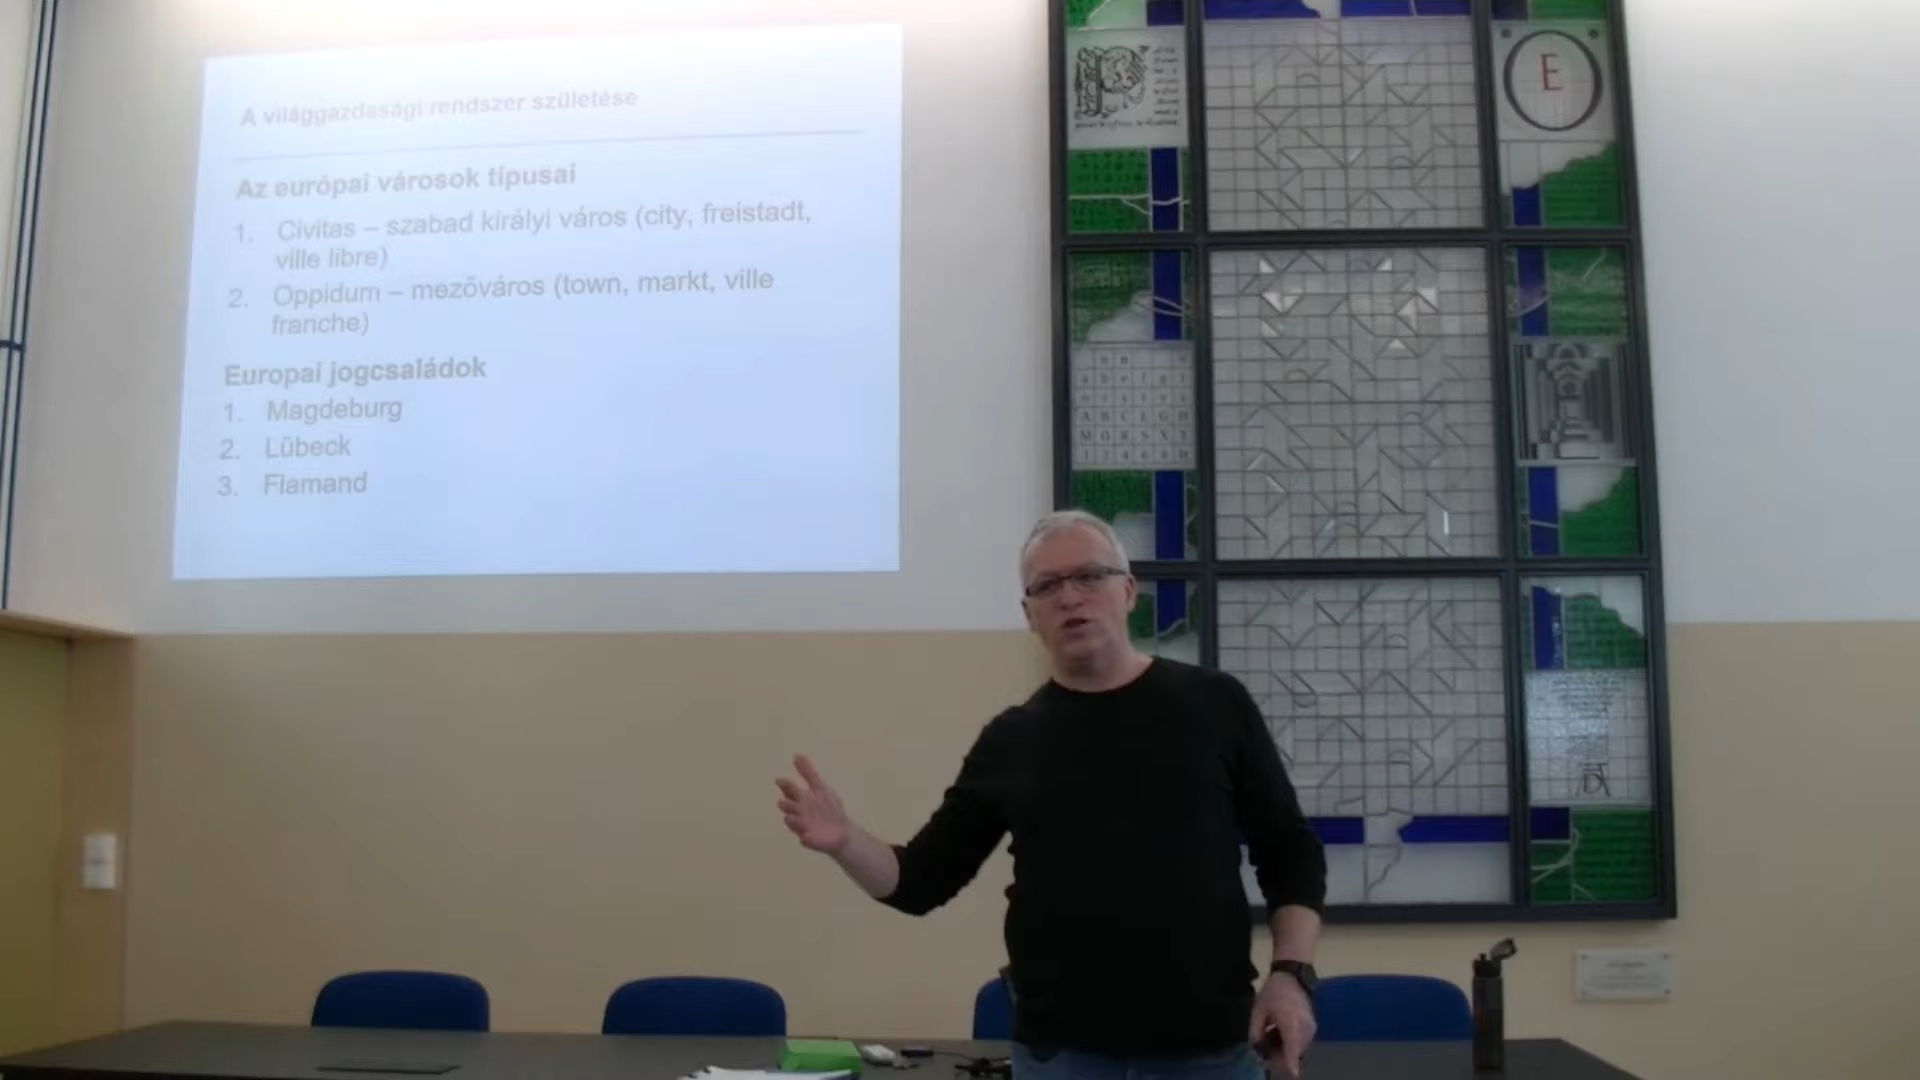 A világgazdasági rendszer születése
Az európai városok típusai
1. Civitas – szabad királyi város (city, freistadt,
ville libre)
2. Oppidum – mezőváros (town, markt, ville
franche)
Europai jogcsaládok
1. Magdeburg
2. Lübeck
3. Flamand
OE